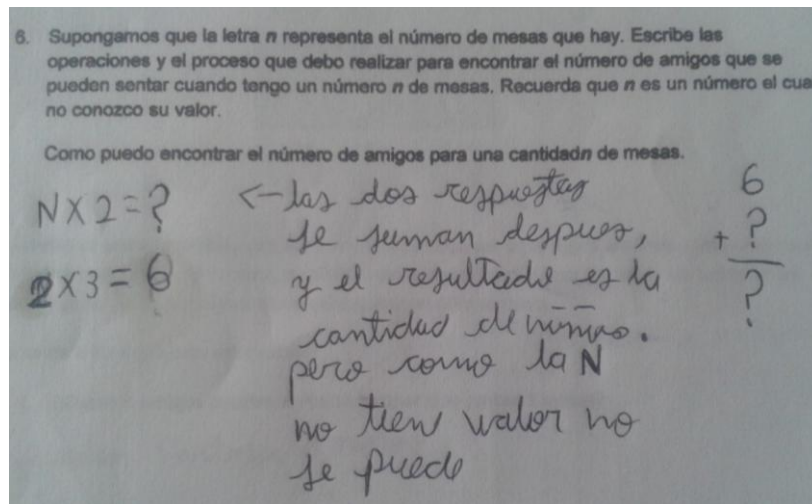 6. Supongamos que la letra n representa el número de mesas que hay. Escribe las
operaciones y el proceso que debo realizar para encontrar el número de amigos que se
pueden sentar cuando tengo un número n de mesas. Recuerda que n es un número el cua
no conozco su valor.
Como puedo encontrar el número de amigos para una cantidadn de mesas.
N X 2 = ?
2 X 3 = 6
<- las dos respuestas
se suman despues,
y el resultado es la
cantidad de
pero como la N
no tien valor no
se puede
6
+ ?
?